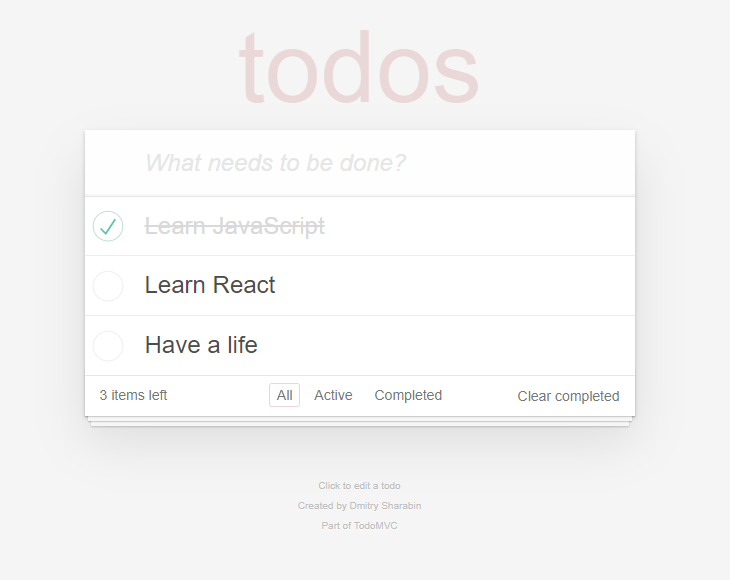 todos
What needs to be done?
Learn JavaScript
Learn React
Have a life
3 items left All Active Completed Clear completed
Click to edit a todo
Created by Dmitry Sharabin
Part of TodoMVC